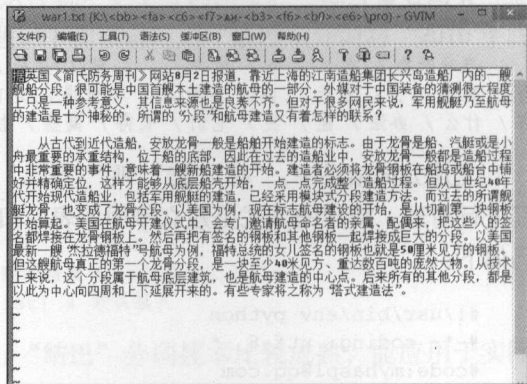 war1.txt (K:\<bb><fa><c6><f7>AИ-<b3><f6><bf><e6>\pro) - GVIM
文件(F) 编辑(E) 工具(T) 语法(S) 缓冲区(B) 窗口(W) 帮助(H)
据英国《简氏防务周刊》网站8月2日报道，靠近上海的江南造船集团长兴岛造船厂内的一艘
舰船分段，很可能是中国首艘本土建造的航母的一部分。外媒对于中国装备的猜测很大程度
上只是一种参考意义，其信息来源也是良莠不齐。但对于很多网民来说，军用舰艇乃至航母
的建造是十分神秘的。所谓的“分段”和航母建造又有着怎样的联系？
从古代到近代造船，安放龙骨一般是船舶开始建造的标志。由于龙骨是船、汽艇或是小
舟最重要的承重结构，位于船的底部，因此在过去的造船业中，安放龙骨一般都是造船过程
中非常重要的事件，意味着一艘新船建造的开始。建造者必须将龙骨钢板在船坞或船台中铺
好并精确定位，这样才能够从底层船壳开始，一点一点完成整个造船过程。但从上世纪40年
代开始现代造船业，包括军用舰艇的建造，已经采用模块式分段建造方法。而过去的所谓舰
艇龙骨，也变成了龙骨分段。以美国为例，现在标志航母建设的开始，是从切割第一块钢板
开始算起。美国在航母开建仪式中，会专门邀请航母命名者的亲属、配偶来，把这些人的签
名都焊接在龙骨钢板上。然后再把有签名的钢板和其他钢板一起焊接成巨大的分段。以美国
最新一艘“杰拉德福特”号航母为例，福特总统的女儿签名的钢板也就是50厘米见方的钢板。
但这艘航母真正的第一个龙骨分段，是一块至少40米见方、重达数百吨的庞然大物。从技术
上来说，这个分段属于航母底层建筑，也是航母建造的中心点。后来所有的其他分段，都是
以此为中心向四周和上下延展开来的。有些专家将之称为“塔式建造法”。